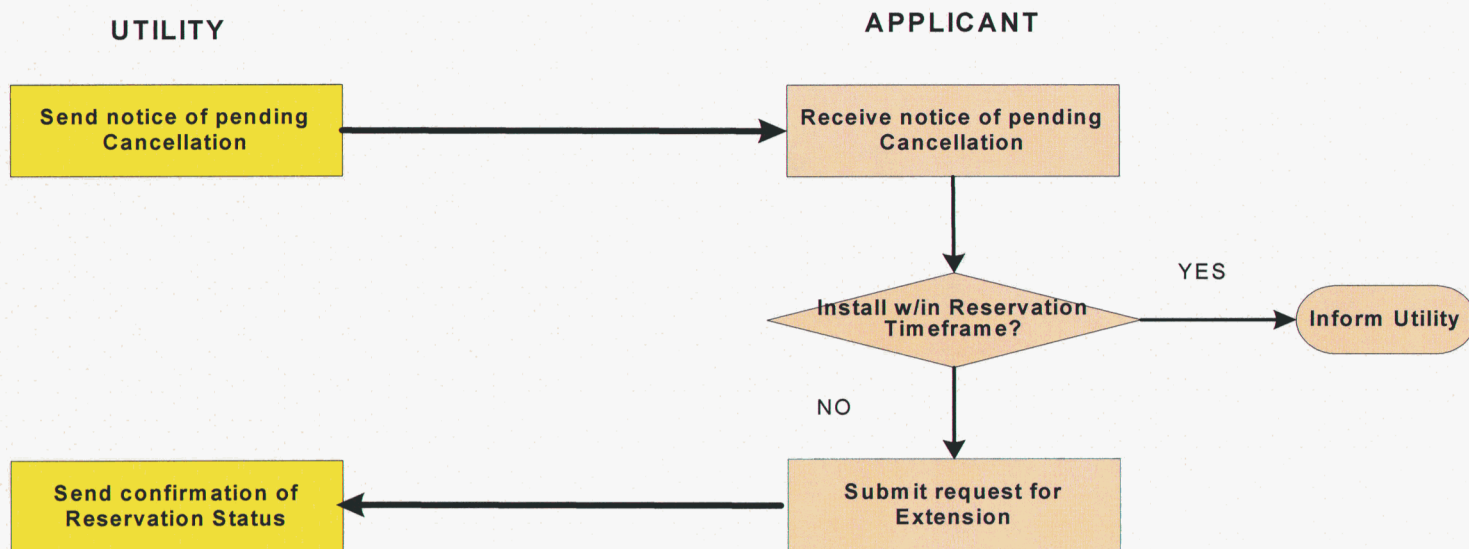 UTILITY
APPLICANT
Send notice of pending
Cancellation
Receive notice of pending
Cancellation
Install w/in Reservation
Timeframe?
YES
Inform Utility
NO
Send confirmation of
Reservation Status
Submit request for
Extension